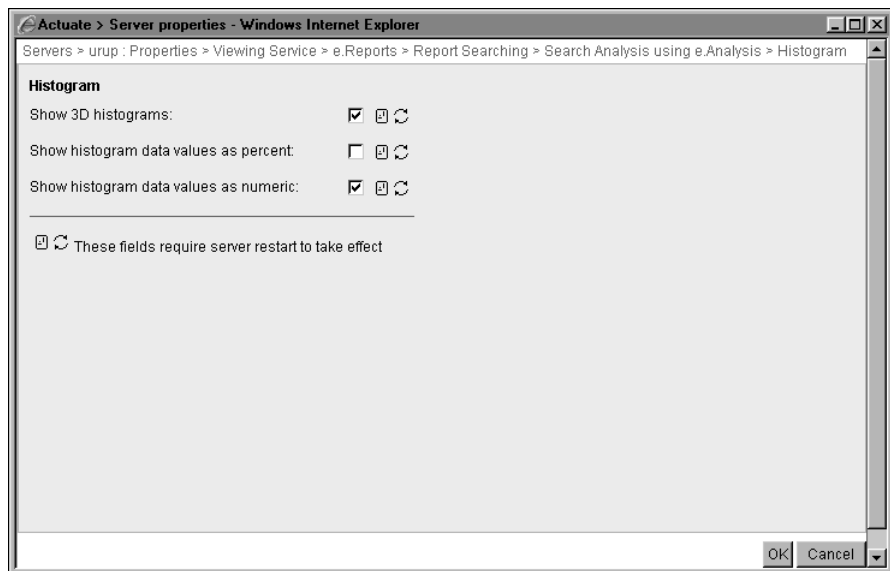 Actuate > Server properties - Windows Internet Explorer
Servers > urup : Properties > Viewing Service > e.Reports > Report Searching > Search Analysis using e.Analysis > Histogram
Histogram
Show 3D histograms:
Show histogram data values as percent:
Show histogram data values as numeric:
These fields require server restart to take effect
OK Cancel